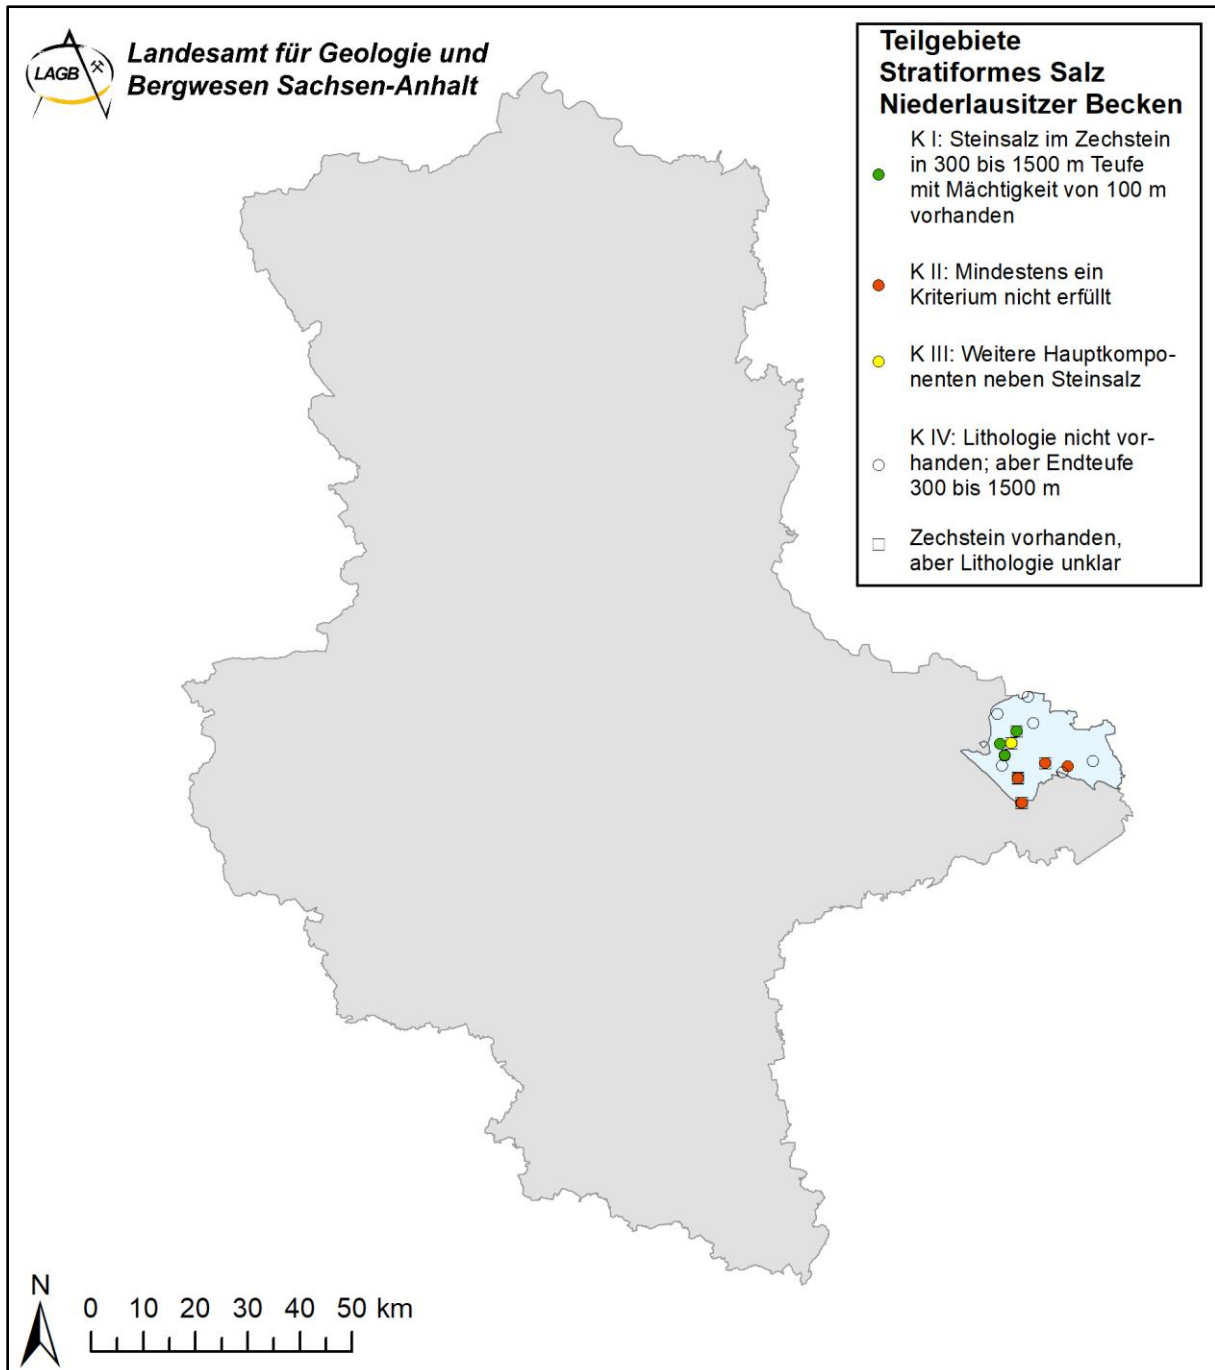 LAGB
Landesamt für Geologie und
Bergwesen Sachsen-Anhalt
Teilgebiete
Stratiformes Salz
Niederlausitzer Becken
K I: Steinsalz im Zechstein
in 300 bis 1500 m Teufe
mit Mächtigkeit von 100 m
vorhanden
K II: Mindestens ein
Kriterium nicht erfüllt
K III: Weitere Hauptkompo-
nenten neben Steinsalz
K IV: Lithologie nicht vor-
handen; aber Endteufe
300 bis 1500 m
Zechstein vorhanden,
aber Lithologie unklar
N
0 10 20 30 40 50 km